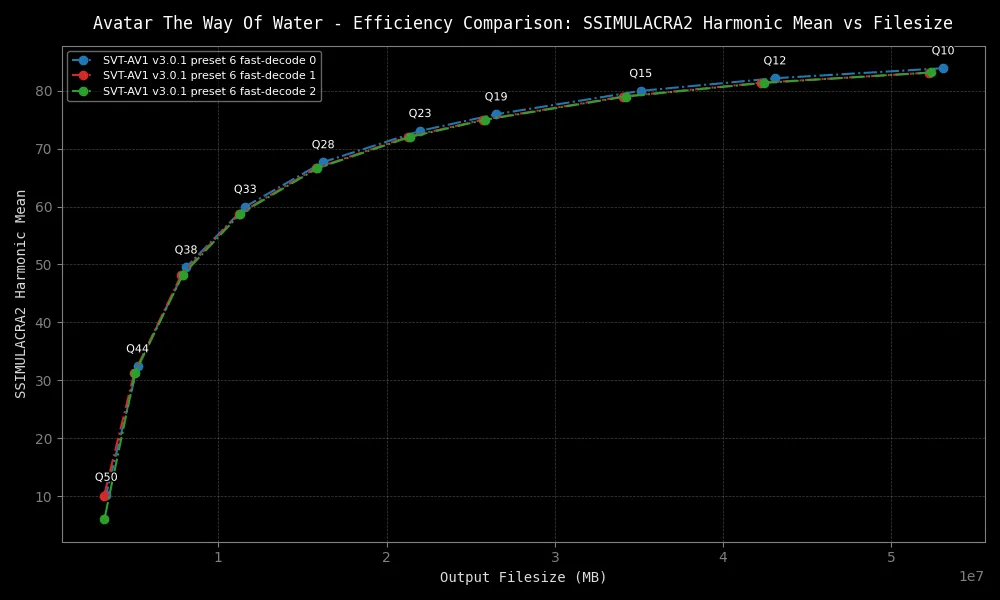 Avatar The Way Of Water - Efficiency Comparison: SSIMULACRA2 Harmonic Mean vs Filesize
SVT-AV1 v3.0.1 preset 6 fast-decode 0
SVT-AV1 v3.0.1 preset 6 fast-decode 1
SVT-AV1 v3.0.1 preset 6 fast-decode 2
Q10
Q12
Q15
Q19
Q23
Q28
Q33
Q38
Q44
Q50
80
70
60
50
40
30
20
10
SSIMULACRA2 Harmonic Mean
1 2 3 4 5
1e7
Output Filesize (MB)